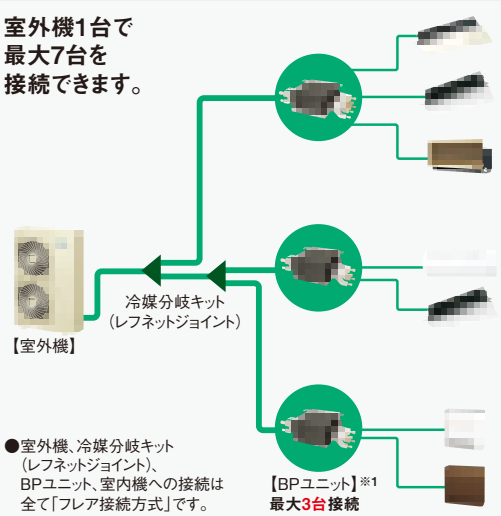 室外機1台で
最大7台を
接続できます。
冷媒分岐キット
（レフネットジョイント）
【室外機】
●室外機、冷媒分岐キット
（レフネットジョイント）、
BPユニット、室内機への接続は
全て「フレア接続方式」です。
【BPユニット】※1
最大3台接続